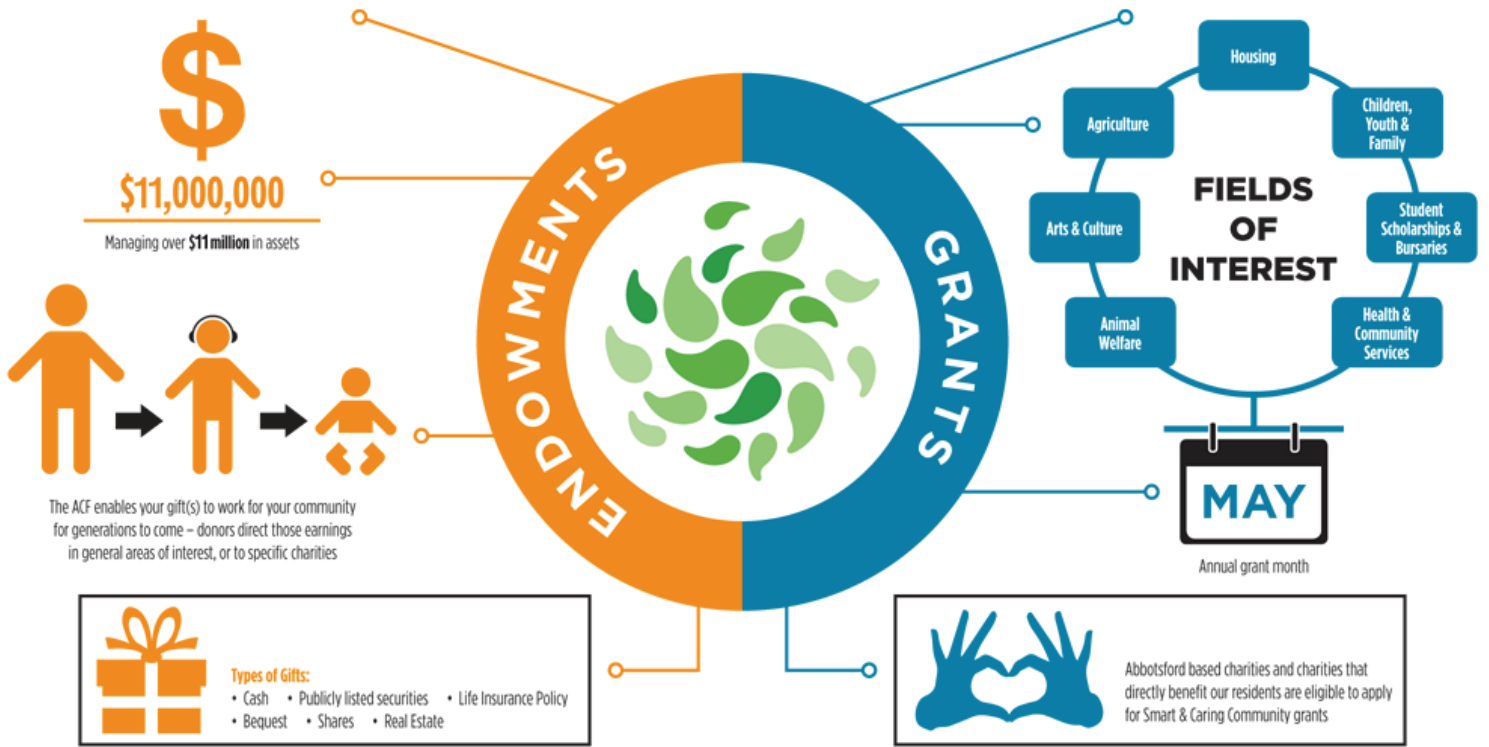 $
$11,000,000
Managing over $11 million in assets
The ACF enables your gift(s) to work for your community
for generations to come – donors direct those earnings
in general areas of interest, or to specific charities
Types of Gifts:
• Cash • Publicly listed securities • Life Insurance Policy
• Bequest • Shares • Real Estate
ENDOWMENTS
GRANTS
Housing
Children,
Youth &
Family
Student
Scholarships &
Bursaries
Health &
Community
Services
Animal
Welfare
Arts & Culture
Agriculture
FIELDS
OF
INTEREST
MAY
Annual grant month
Abbotsford based charities and charities that
directly benefit our residents are eligible to apply
for Smart & Caring Community grants